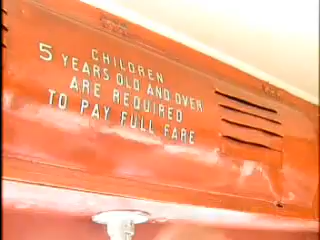 CHILDREN
5 YEARS OLD AND OVER
ARE REQUIRED
TO PAY FULL FARE